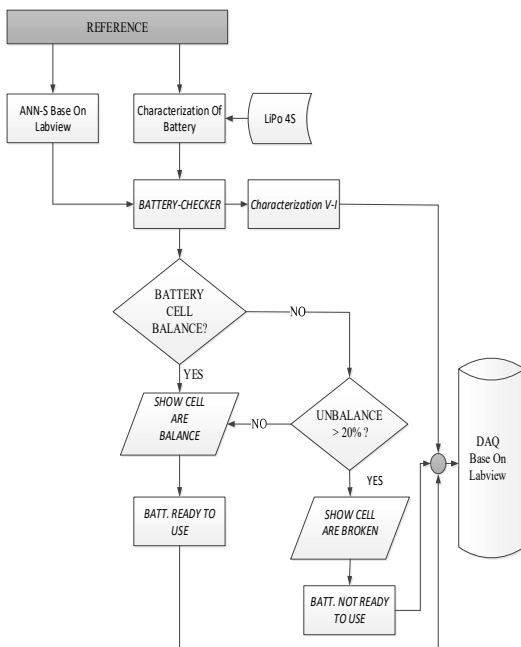 REFERENCE
ANN-S Base On
Labview
Characterization Of
Battery
LiPo 4S
BATTERY-CHECKER
Characterization V-I
BATTERY
CELL
BALANCE?
NO
YES
SHOW CELL
ARE
BALANCE
NO
UNBALANCE
> 20% ?
DAQ
Base On
Labview
YES
BATT. READY TO
USE
SHOW CELL
ARE BROKEN
BATT. NOT READY
TO USE